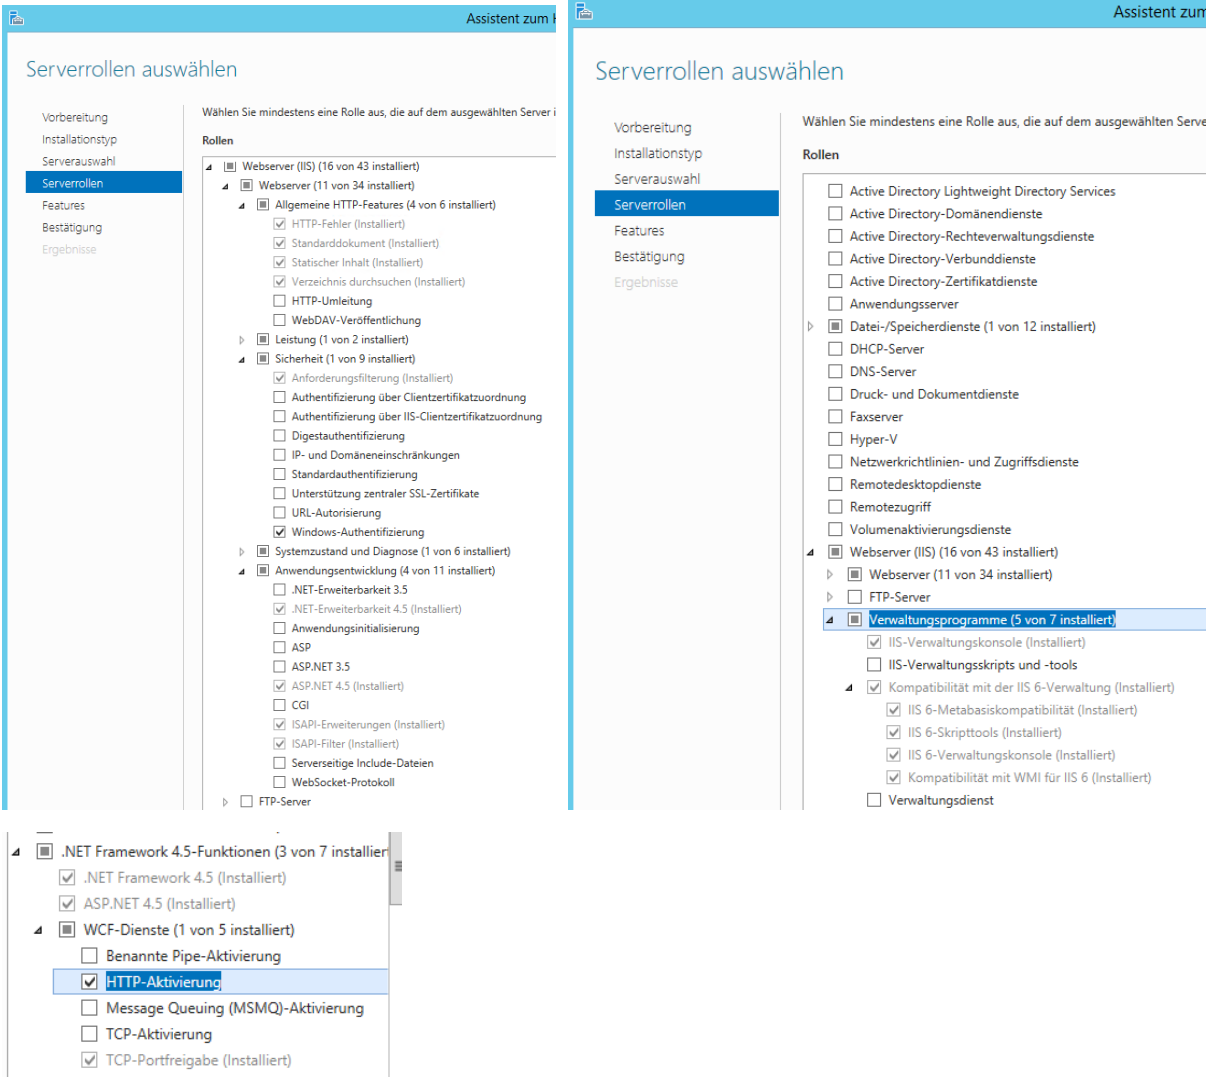 Assistent zum
Serverrollen auswählen
Vorbereitung
Installationstyp
Serverauswahl
Serverrollen
Features
Bestätigung
Ergebnisse
Wählen Sie mindestens eine Rolle aus, die auf dem ausgewählten Server
Rollen
Webserver (IIS) (16 von 43 installiert)
Webserver (11 von 34 installiert)
Allgemeine HTTP-Features (4 von 6 installiert)
HTTP-Fehler (Installiert)
Standarddokument (Installiert)
Statischer Inhalt (Installiert)
Verzeichnis durchsuchen (Installiert)
HTTP-Umleitung
WebDAV-Veröffentlichung
Leistung (1 von 2 installiert)
Sicherheit (1 von 9 installiert)
Anforderungsfilterung (Installiert)
Authentifizierung über Clientzertifikatzuordnung
Authentifizierung über IIS-Clientzertifikatzuordnung
Digestauthentifizierung
IP- und Domäneneinschränkungen
Standardauthentifizierung
Unterstützung zentraler SSL-Zertifikate
URL-Autorisierung
Windows-Authentifizierung
Systemzustand und Diagnose (1 von 6 installiert)
Anwendungsentwicklung (4 von 11 installiert)
.NET-Erweiterbarkeit 3.5
.NET-Erweiterbarkeit 4.5 (Installiert)
Anwendungsinitialisierung
ASP
ASP.NET 3.5
ASP.NET 4.5 (Installiert)
CGI
ISAPI-Erweiterungen (Installiert)
ISAPI-Filter (Installiert)
Serverseitige Include-Dateien
WebSocket-Protokoll
FTP-Server
Assistent zum
Serverrollen auswählen
Vorbereitung
Installationstyp
Serverauswahl
Serverrollen
Features
Bestätigung
Ergebnisse
Wählen Sie mindestens eine Rolle aus, die auf dem ausgewählten Serve
Rollen
Active Directory Lightweight Directory Services
Active Directory-Domänendienste
Active Directory-Rechteverwaltungsdienste
Active Directory-Verbunddienste
Active Directory-Zertifikatdienste
Anwendungsserver
Datei-/Speicherdienste (1 von 12 installiert)
DHCP-Server
DNS-Server
Druck- und Dokumentdienste
Faxserver
Hyper-V
Netzwerkrichtlinien- und Zugriffsdienste
Remotedesktopdienste
Remotezugriff
Volumenaktivierungsdienste
Webserver (IIS) (16 von 43 installiert)
Webserver (11 von 34 installiert)
FTP-Server
Verwaltungsprogramme (5 von 7 installiert)
IIS-Verwaltungskonsole (Installiert)
IIS-Verwaltungsskripts und -tools
Kompatibilität mit der IIS 6-Verwaltung (Installiert)
IIS 6-Metabasiskompatibilität (Installiert)
IIS 6-Skripttools (Installiert)
IIS 6-Verwaltungskonsole (Installiert)
Kompatibilität mit WMI für IIS 6 (Installiert)
Verwaltungsdienst
.NET Framework 4.5-Funktionen (3 von 7 installier
.NET Framework 4.5 (Installiert)
ASP.NET 4.5 (Installiert)
WCF-Dienste (1 von 5 installiert)
Benannte Pipe-Aktivierung
HTTP-Aktivierung
Message Queuing (MSMQ)-Aktivierung
TCP-Aktivierung
TCP-Portfreigabe (Installiert)